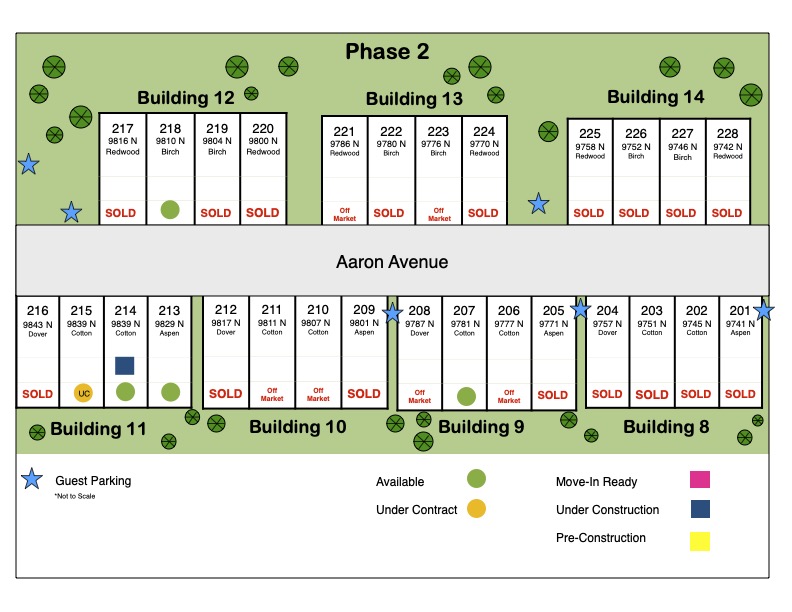 Phase 2
Building 12
Building 13
Building 14
217
9816 N
Redwood
SOLD
218
9810 N
Birch
219
9804 N
Birch
SOLD
220
9800 N
Redwood
SOLD
221
9786 N
Redwood
Off
Market
222
9780 N
Birch
SOLD
223
9776 N
Birch
Off
Market
224
9770 N
Redwood
SOLD
225
9758 N
Redwood
SOLD
226
9752 N
Birch
SOLD
227
9746 N
Birch
SOLD
228
9742 N
Redwood
SOLD
Aaron Avenue
216
9843 N
Dover
SOLD
215
9839 N
Cotton
UC
214
9839 N
Cotton
213
9829 N
Aspen
212
9817 N
Dover
SOLD
211
9811 N
Cotton
Off
Market
210
9807 N
Cotton
Off
Market
209
9801 N
Aspen
SOLD
208
9787 N
Dover
Off
Market
207
9781 N
Cotton
206
9777 N
Cotton
Off
Market
205
9771 N
Aspen
SOLD
204
9757 N
Dover
SOLD
203
9751 N
Cotton
SOLD
202
9745 N
Cotton
SOLD
201
9741 N
Aspen
SOLD
Building 11
Building 10
Building 9
Building 8
Guest Parking
*Not to Scale
Available
Under Contract
Move-In Ready
Under Construction
Pre-Construction